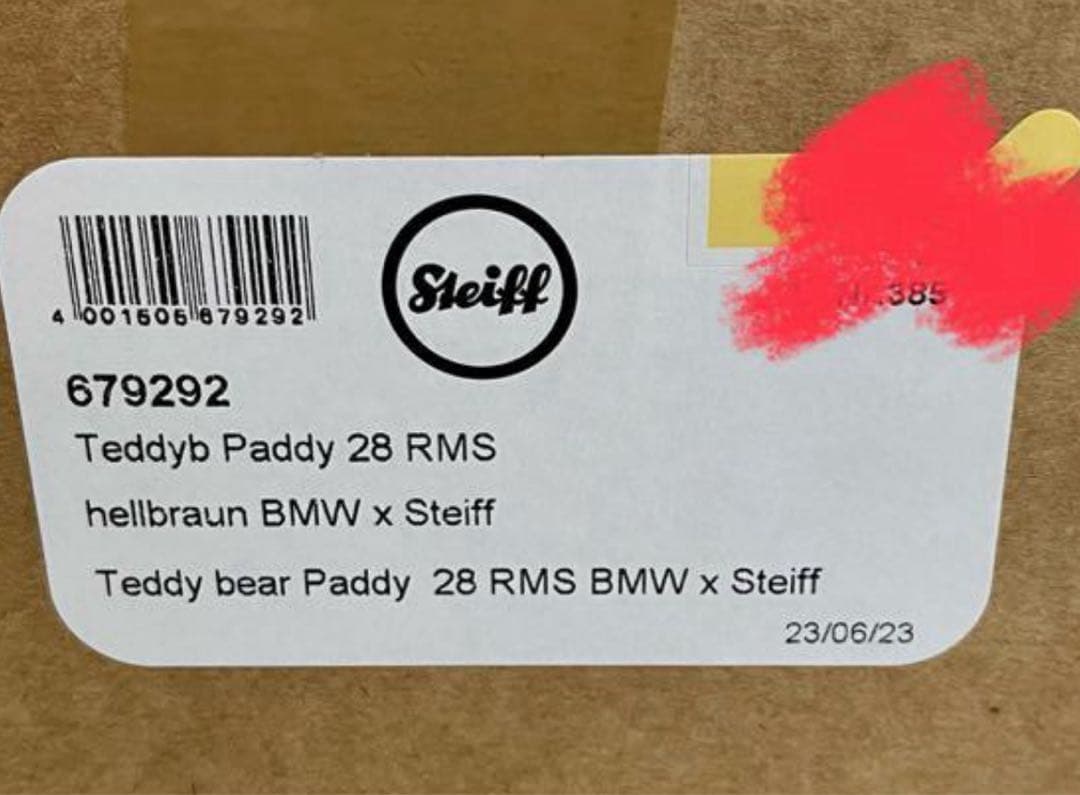 Steiff
385
4 001505 679292
679292
Teddyb Paddy 28 RMS
hellbraun BMW x Steiff
Teddy bear Paddy 28 RMS BMW x Steiff
23/06/23